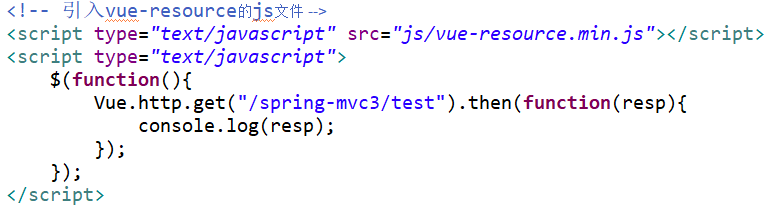 <!-- 引入vue-resource的js文件 -->
<script type="text/javascript" src="js/vue-resource.min.js"></script>
<script type="text/javascript">
    $(function(){
        Vue.http.get("/spring-mvc3/test").then(function(resp){
            console.log(resp);
        });
    });
</script>